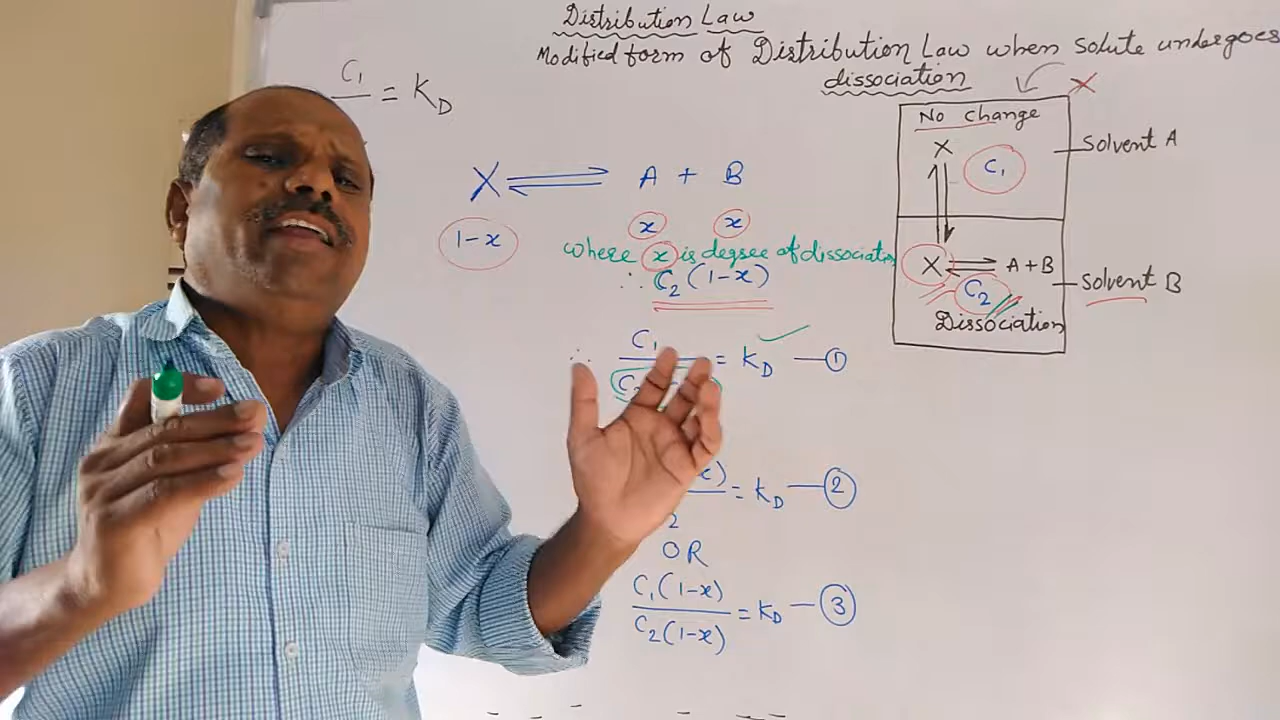 Distribution Law
Modified form of Distribution Law when solute undergoes
dissociation
C₁
= K_D
X ⇌ A + B
1-x x x
where x is degree of dissociation
∴ C₂(1-x)
∴ C₁
= K_D —①
C₂
= K_D —②
2
OR
C₁(1-x)
= K_D —③
C₂(1-x)
X
No change
X C₁
Solvent A
X ⇌ A+B
C₂
Solvent B
Dissociation